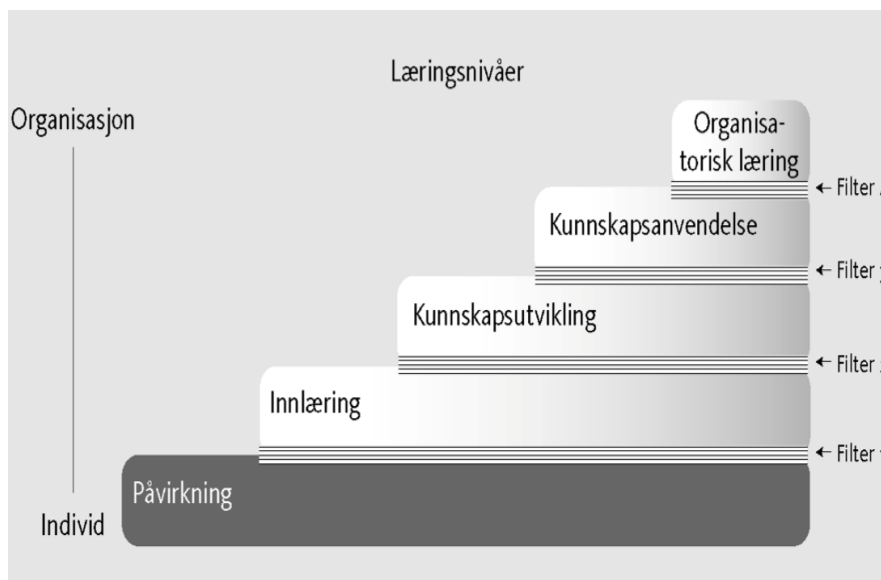 Læringsnivåer
Organisasjon
Organisa-
torisk læring
← Filter
Kunnskapsanvendelse
← Filter
Kunnskapsutvikling
← Filter
Innlæring
← Filter
Påvirkning
Individ